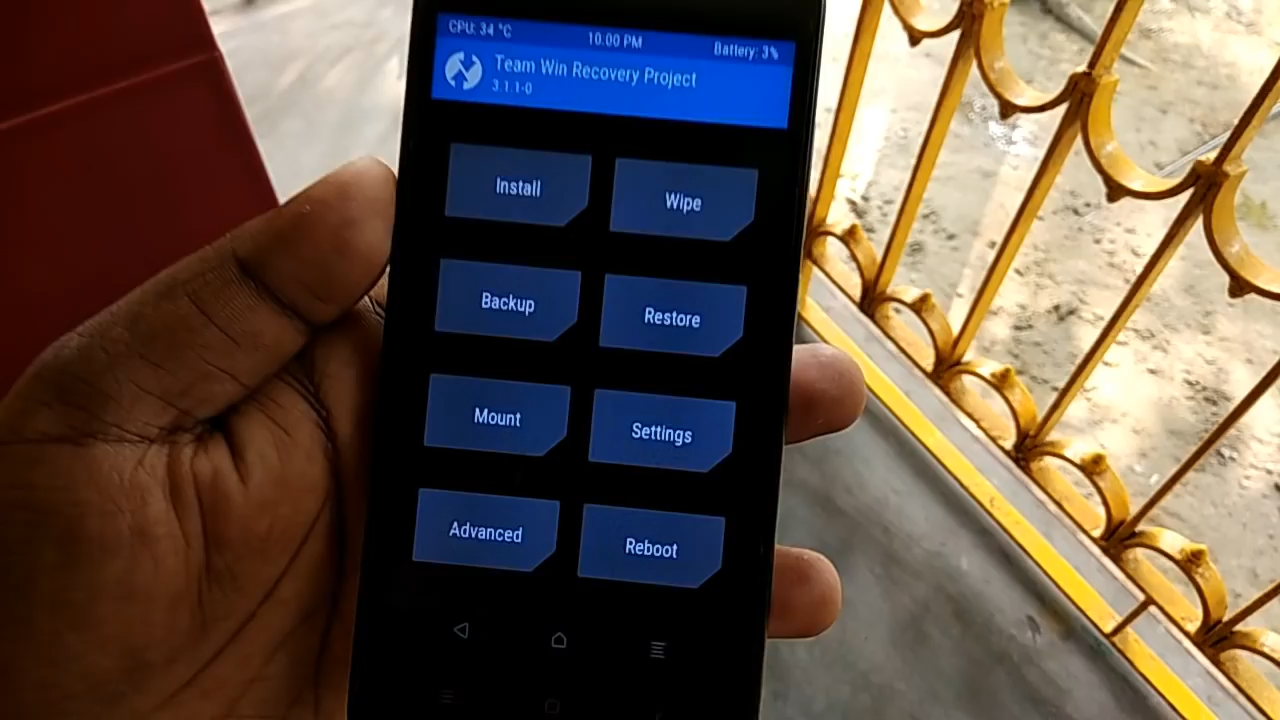 CPU: 34 °C 10:00 PM Battery: 3%
Team Win Recovery Project
3.1.1-0
Install Wipe
Backup Restore
Mount Settings
Advanced Reboot